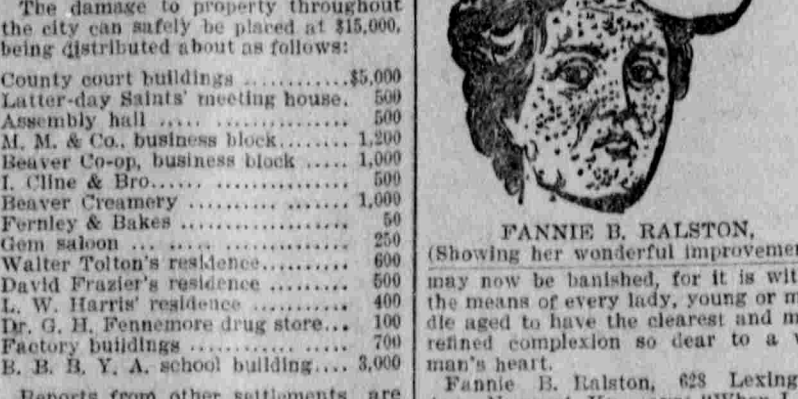 The damage to property throughout
the city can safely be placed at $15,000,
being distributed about as follows:
County court buildings ............$5,000
Latter-day Saints' meeting house. 500
Assembly hall ..... ............... 500
M. M. & Co., business block........ 1,200
Beaver Co-op, business block ..... 1,000
I. Cline & Bro...... ............... 500
Beaver Creamery ........ ......... 1,000
Fernley & Bakes .................. 50
Gem saloon ... ..... ............... 250
Walter Tolton's residence.......... 600
David Frazier's residence ......... 500
L. W. Harris' residence ........... 400
Dr. G. H. Fennemore drug store... 100
Factory buildings ................. 700
B. B. B. Y. A. school building.... 3,000
Reports from other settlements are
FANNIE B. RALSTON,
(Showing her wonderful improvemen
may now be banished, for it is wit
the means of every lady, young or m
dle aged to have the clearest and m
refined complexion so dear to a w
man's heart.
Fannie B. Ralston, 628 Lexing